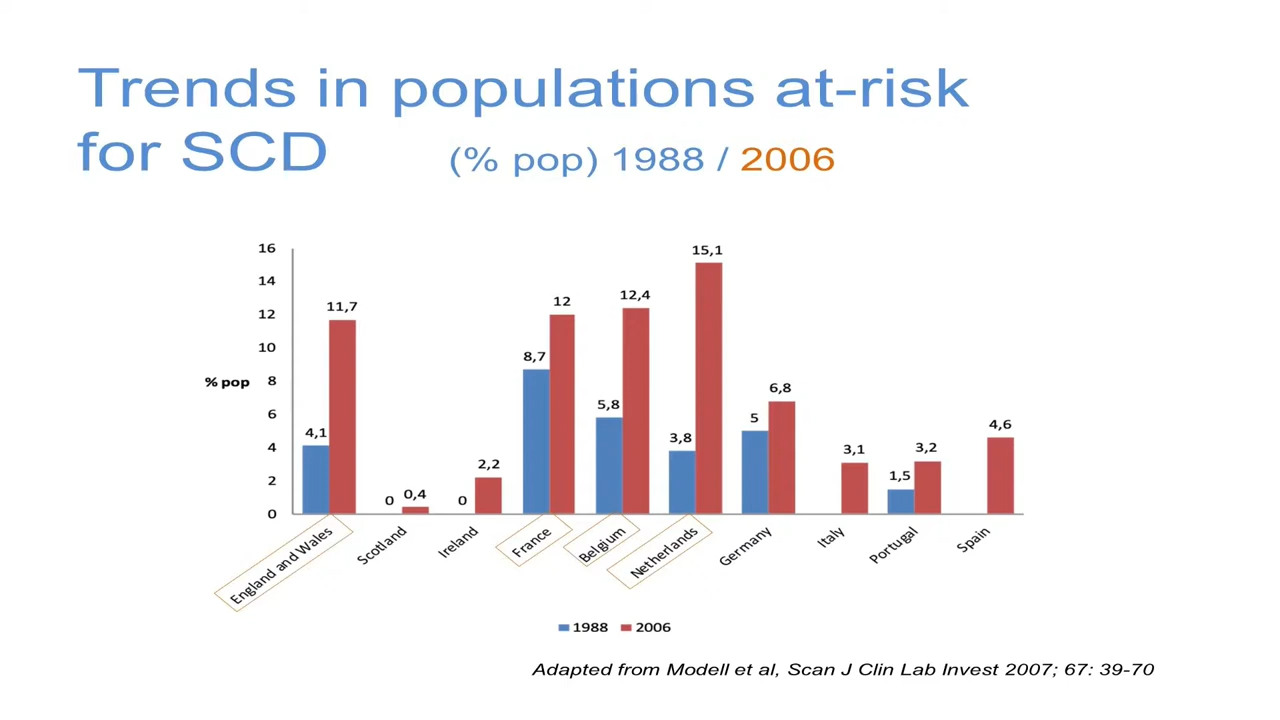 Trends in populations at-risk
for SCD (% pop) 1988 / 2006
16
14
12
10
8
6
4
2
0
% pop
4,1
11,7
0
0,4
0
2,2
8,7
12
5,8
12,4
3,8
15,1
5
6,8
3,1
1,5
3,2
4,6
England and Wales
Scotland
Ireland
France
Belgium
Netherlands
Germany
Italy
Portugal
Spain
1988 2006
Adapted from Modell et al, Scan J Clin Lab Invest 2007; 67: 39-70